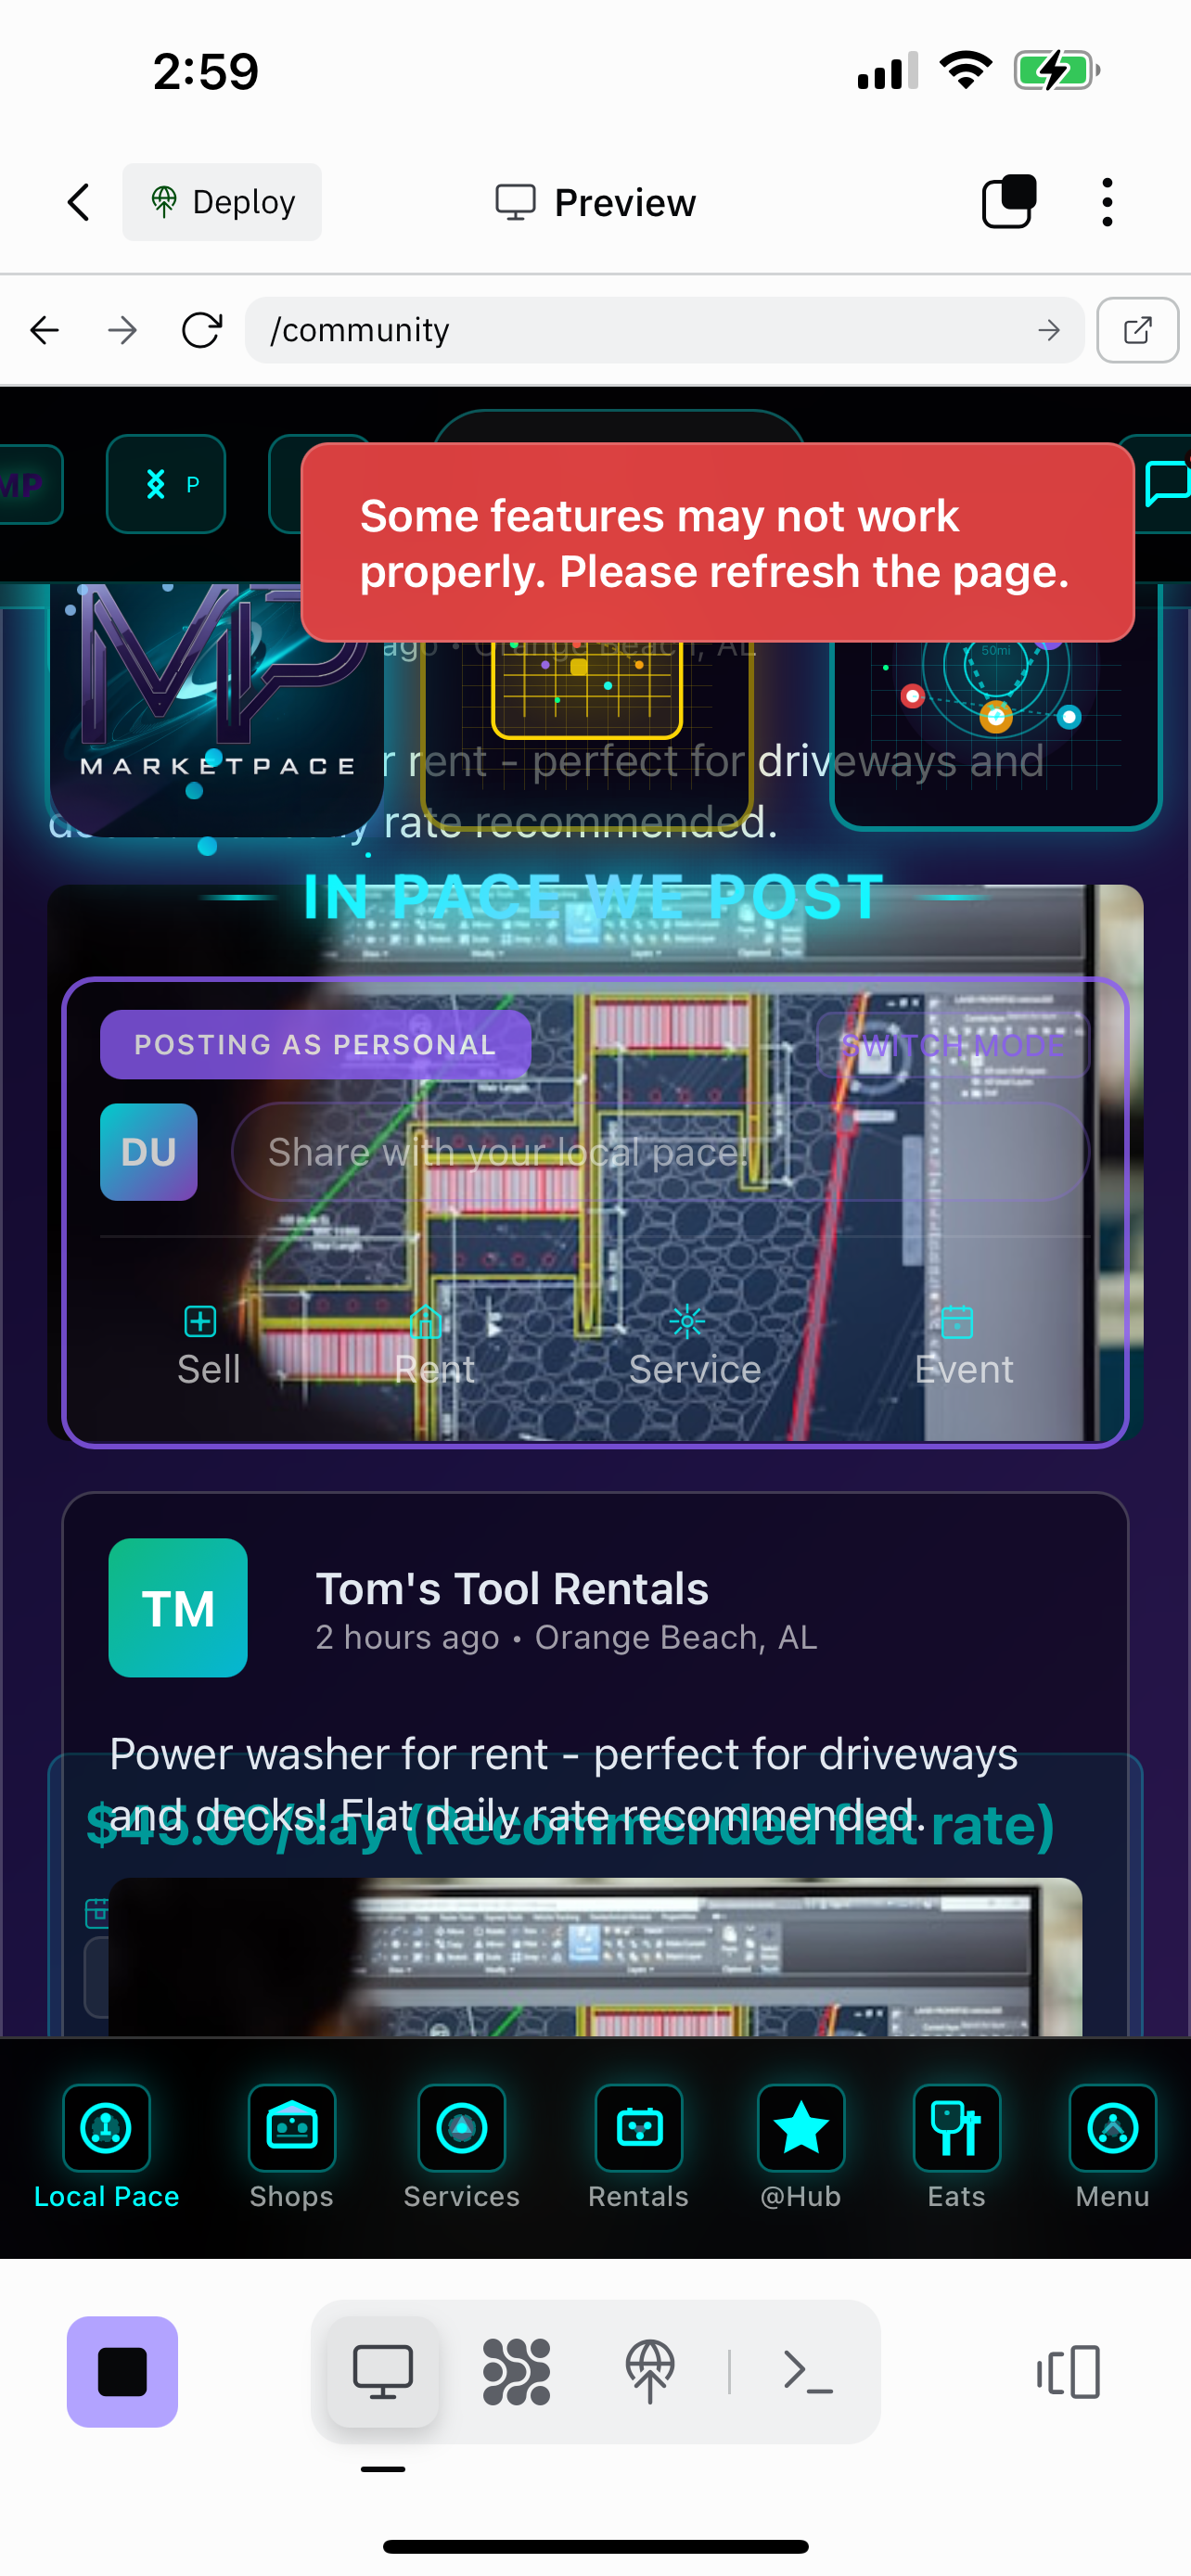 2:59
Deploy
Preview
/community
MP
P
Some features may not work
properly. Please refresh the page.
ago • Orange Beach, AL
50mi
MP
MARKETPACE
r rent - perfect for driveways and
rate recommended.
IN PACE WE POST
POSTING AS PERSONAL
SWITCH MODE
DU
Share with your local pace!
Sell
Rent
Service
Event
TM
Tom's Tool Rentals
2 hours ago • Orange Beach, AL
Power washer for rent - perfect for driveways
and decks! Flat daily rate recommended.
$45.00/day (Recommended flat rate)
Local Pace
Shops
Services
Rentals
@Hub
Eats
Menu